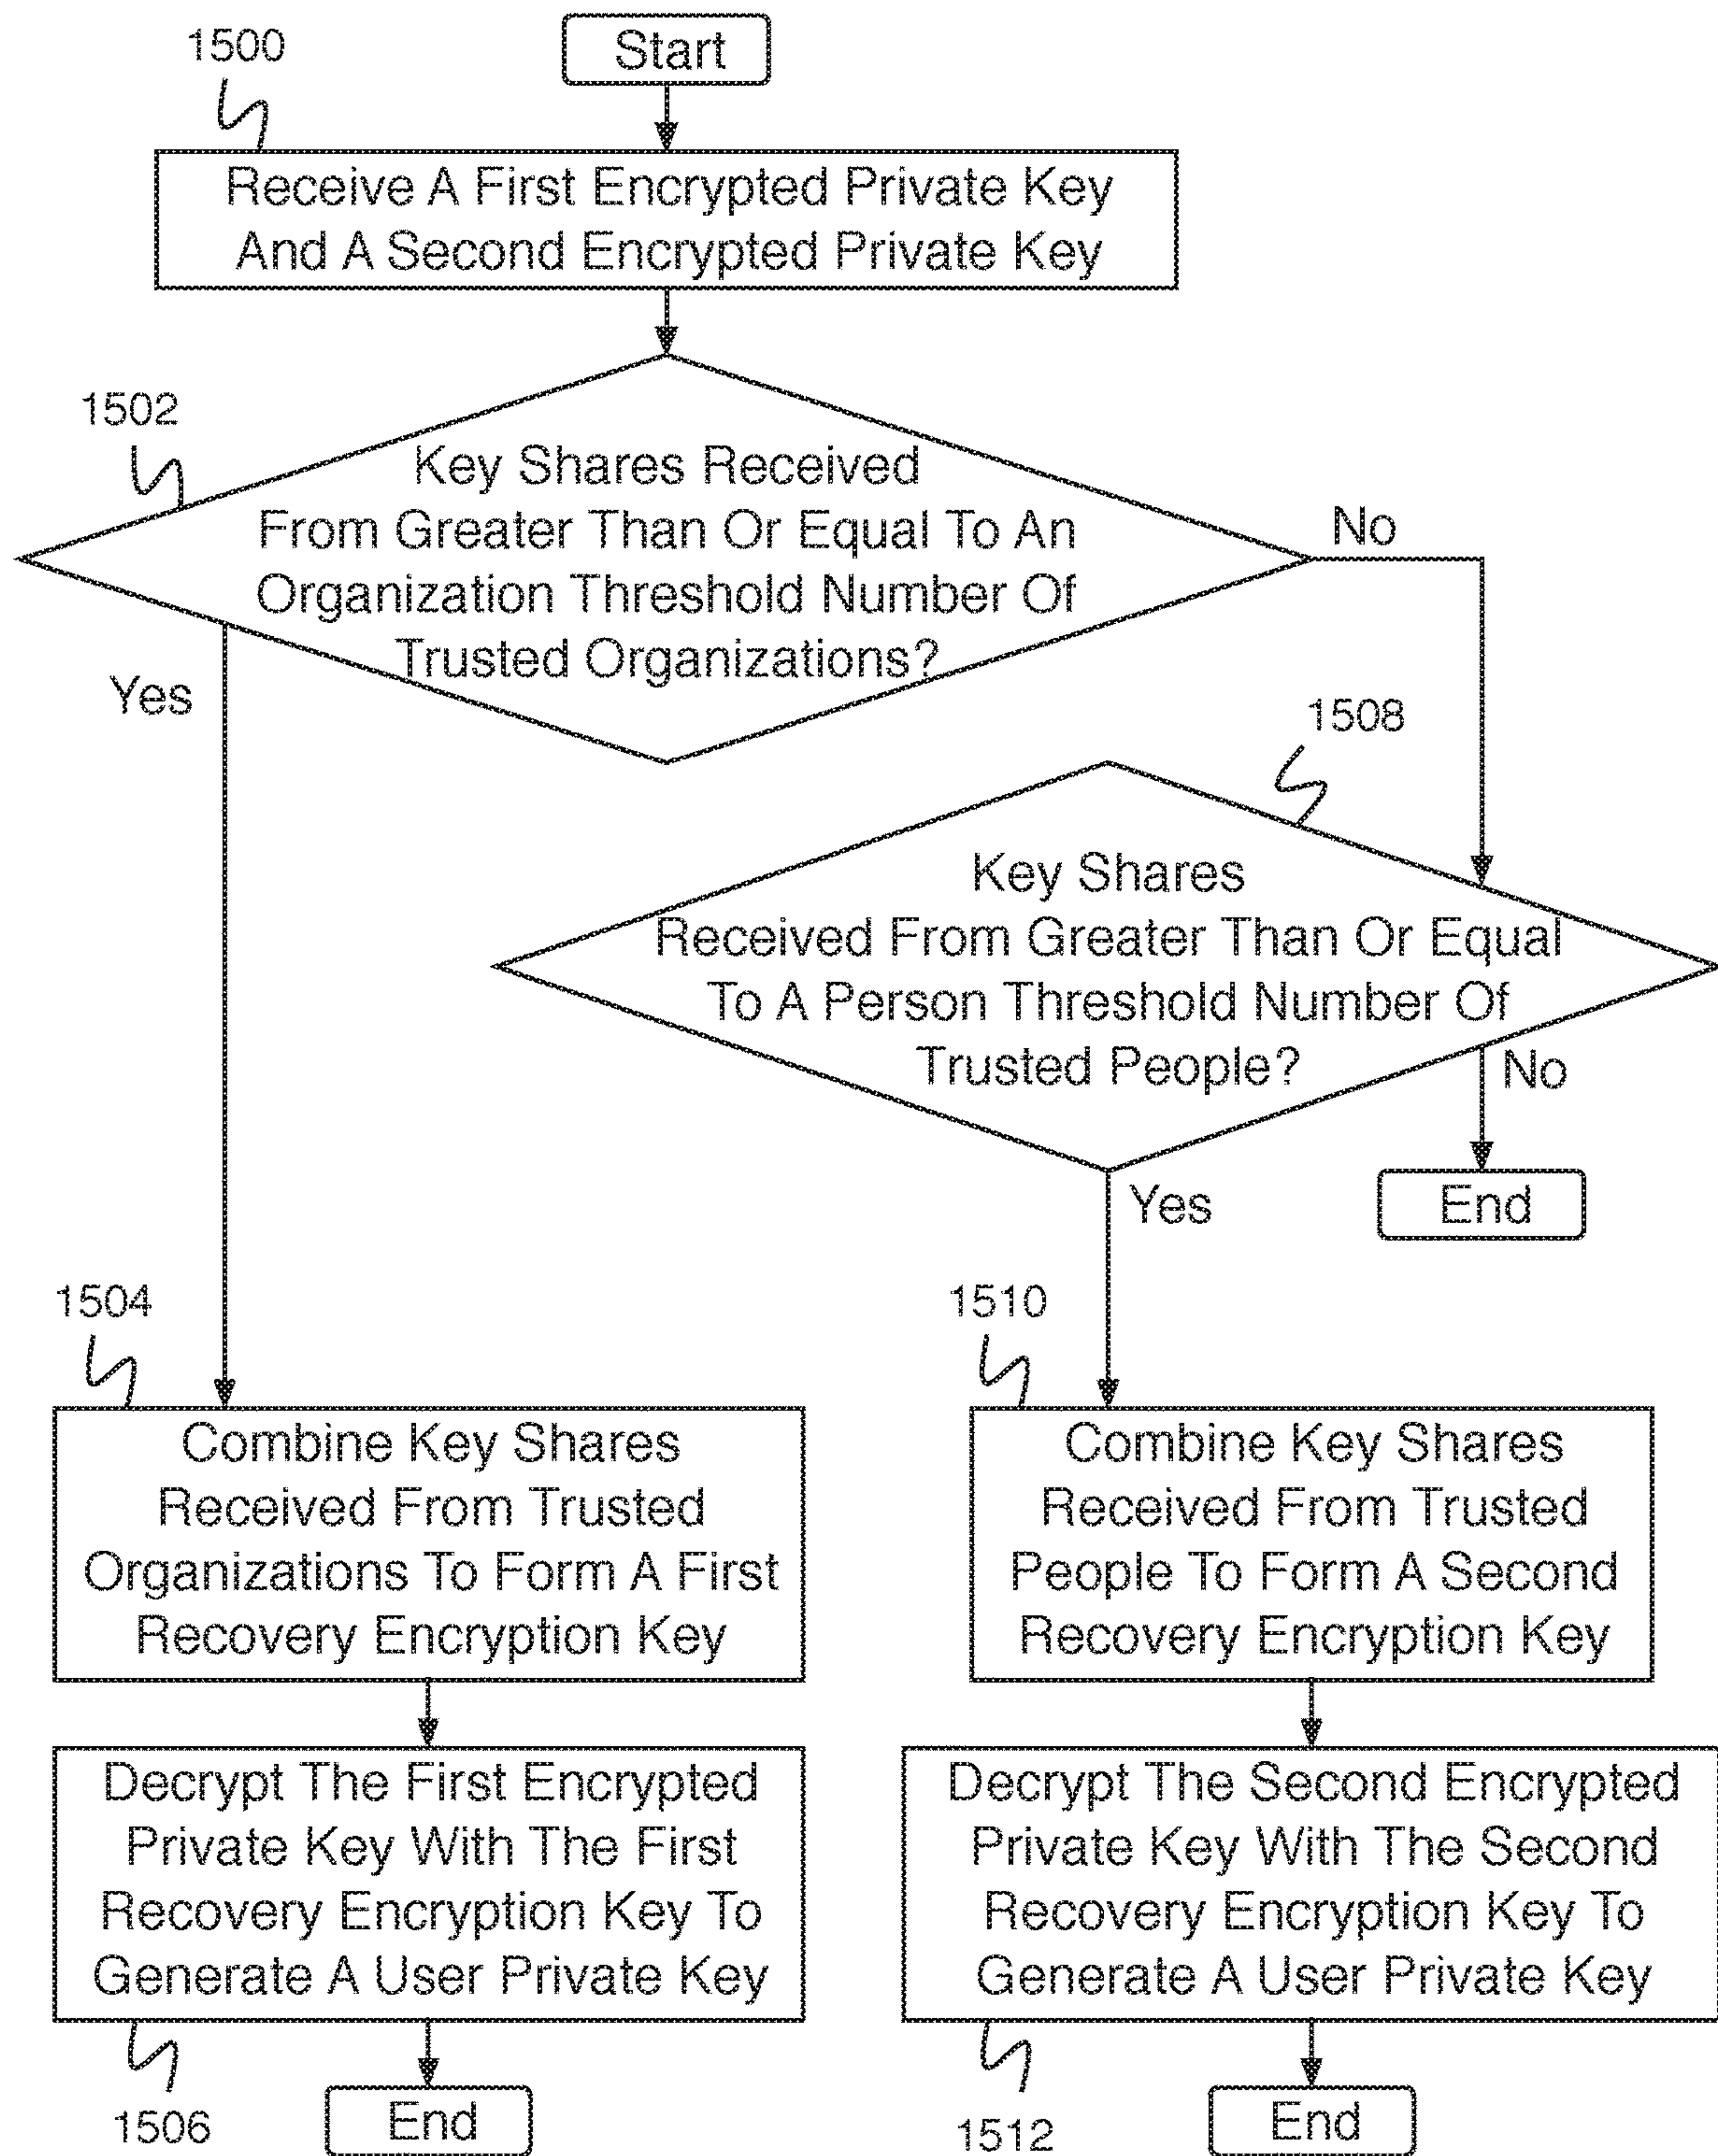 1500
Start
Receive A First Encrypted Private Key
And A Second Encrypted Private Key
1502
Key Shares Received
From Greater Than Or Equal To An
Organization Threshold Number Of
Trusted Organizations?
No
Yes
1508
Key Shares
Received From Greater Than Or Equal
To A Person Threshold Number Of
Trusted People?
No
Yes
End
1504
Combine Key Shares
Received From Trusted
Organizations To Form A First
Recovery Encryption Key
1510
Combine Key Shares
Received From Trusted
People To Form A Second
Recovery Encryption Key
Decrypt The First Encrypted
Private Key With The First
Recovery Encryption Key To
Generate A User Private Key
1506
End
Decrypt The Second Encrypted
Private Key With The Second
Recovery Encryption Key To
Generate A User Private Key
1512
End